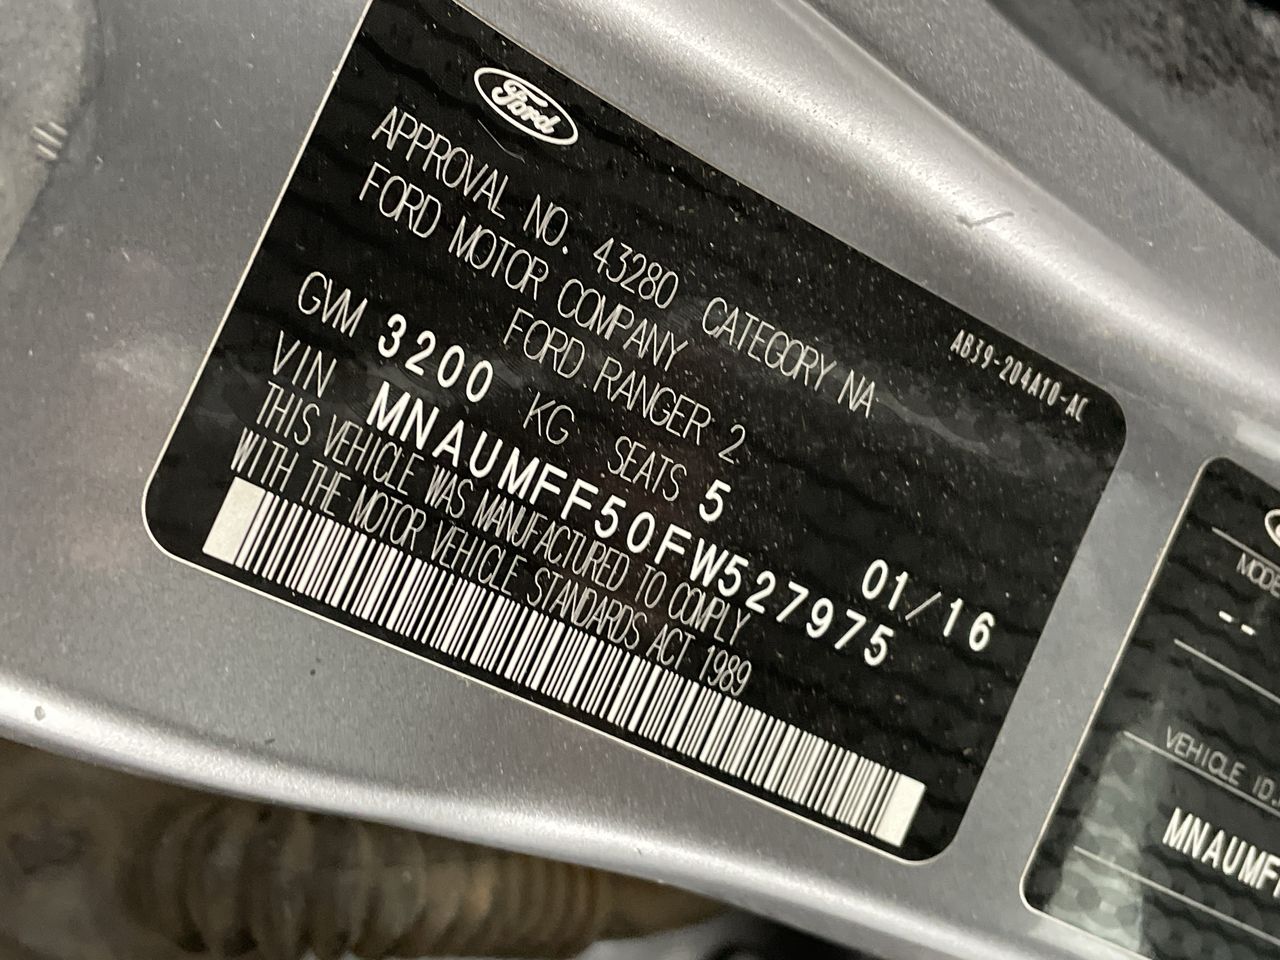 Ford
APPROVAL NO. 43280 CATEGORY NA
FORD MOTOR COMPANY
FORD RANGER 2
GVM 3200 KG SEATS 5
01/16
VIN MNAUMFF50FW527975
THIS VEHICLE WAS MANUFACTURED TO COMPLY
WITH THE MOTOR VEHICLE STANDARDS ACT 1989
AB39-204A10-AC
--
VEHICLE ID.